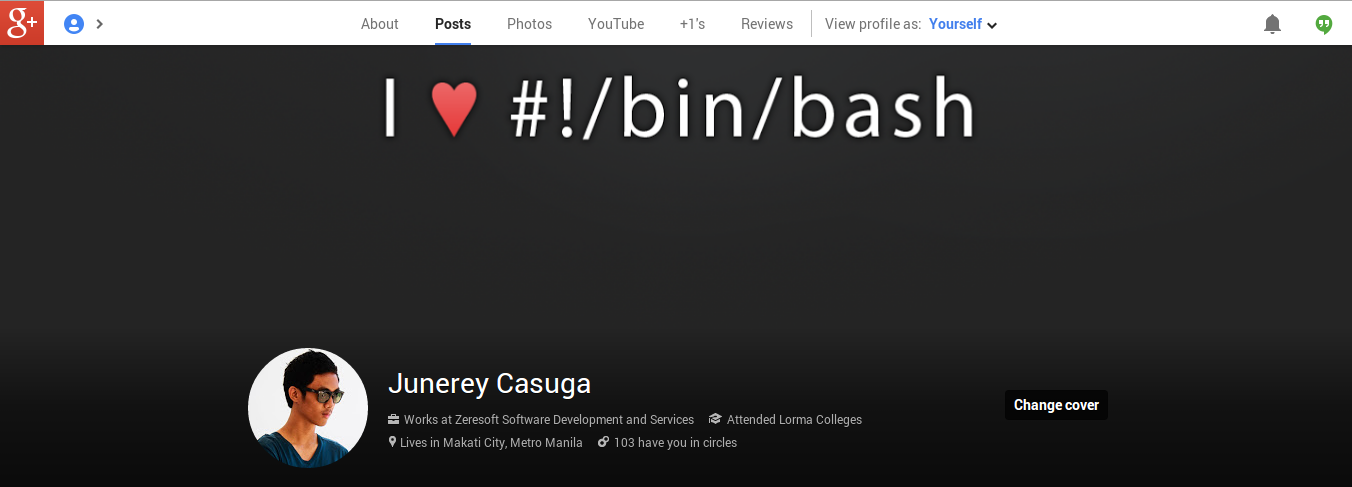 g+ About Posts Photos YouTube +1's Reviews View profile as: Yourself
I ♥ #!/bin/bash
Junerey Casuga
Works at Zeresoft Software Development and Services Attended Lorma Colleges
Change cover
Lives in Makati City, Metro Manila 103 have you in circles